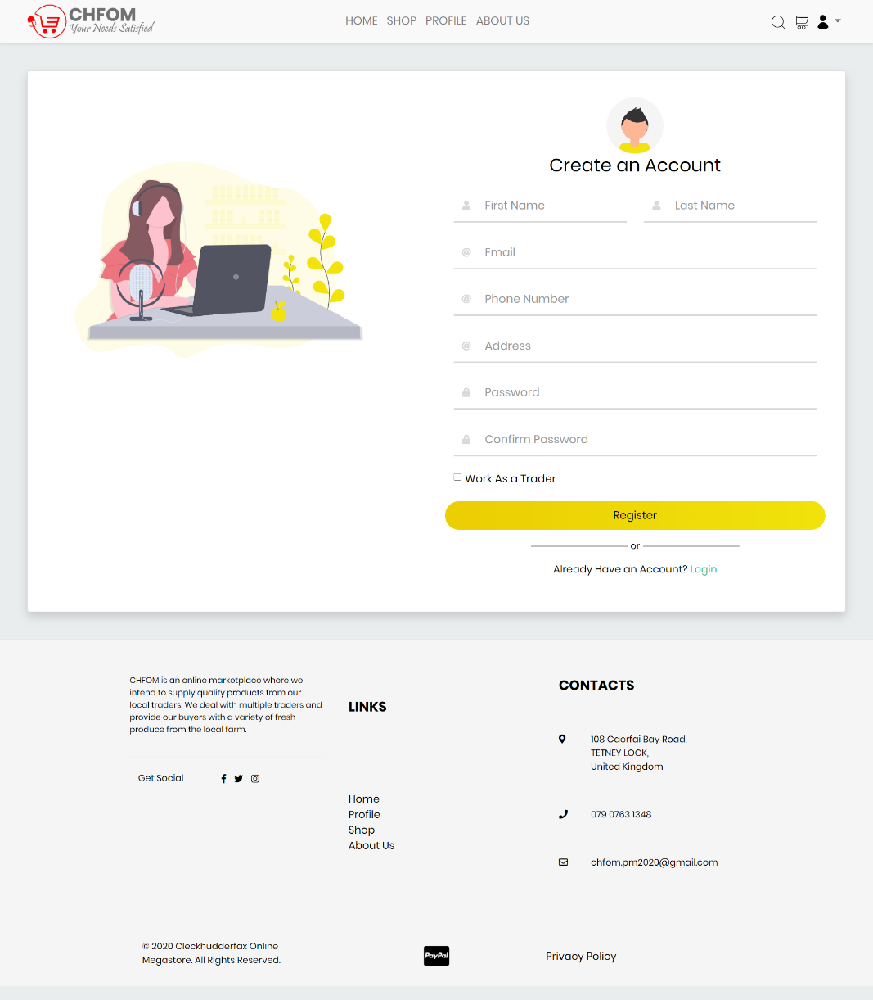 CHFOM
Your Needs Satisfied
HOME SHOP PROFILE ABOUT US
Create an Account
First Name Last Name
Email
Phone Number
Address
Password
Confirm Password
Work As a Trader
Register
or
Already Have an Account? Login
CHFOM is an online marketplace where we
intend to supply quality products from our
local traders. We deal with multiple traders and
provide our buyers with a variety of fresh
produce from the local farm.
Get Social
LINKS
Home
Profile
Shop
About Us
CONTACTS
108 Caerfai Bay Road,
TETNEY LOCK,
United Kingdom
079 0763 1348
chfom.pm2020@gmail.com
© 2020 Cleckhudderfax Online
Megastore. All Rights Reserved.
PayPal
Privacy Policy